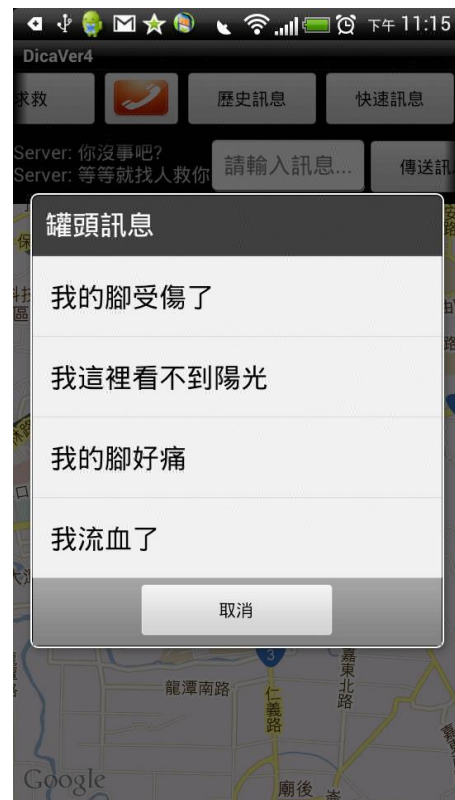 下午 11:15
DicaVer4
求救
歷史訊息
快速訊息
Server: 你沒事吧?
Server: 等等就找人救你
請輸入訊息...
傳送訊
罐頭訊息
我的腳受傷了
我這裡看不到陽光
我的腳好痛
我流血了
取消
3
龍潭南路
仁義路
嘉東北路
廟後
Google